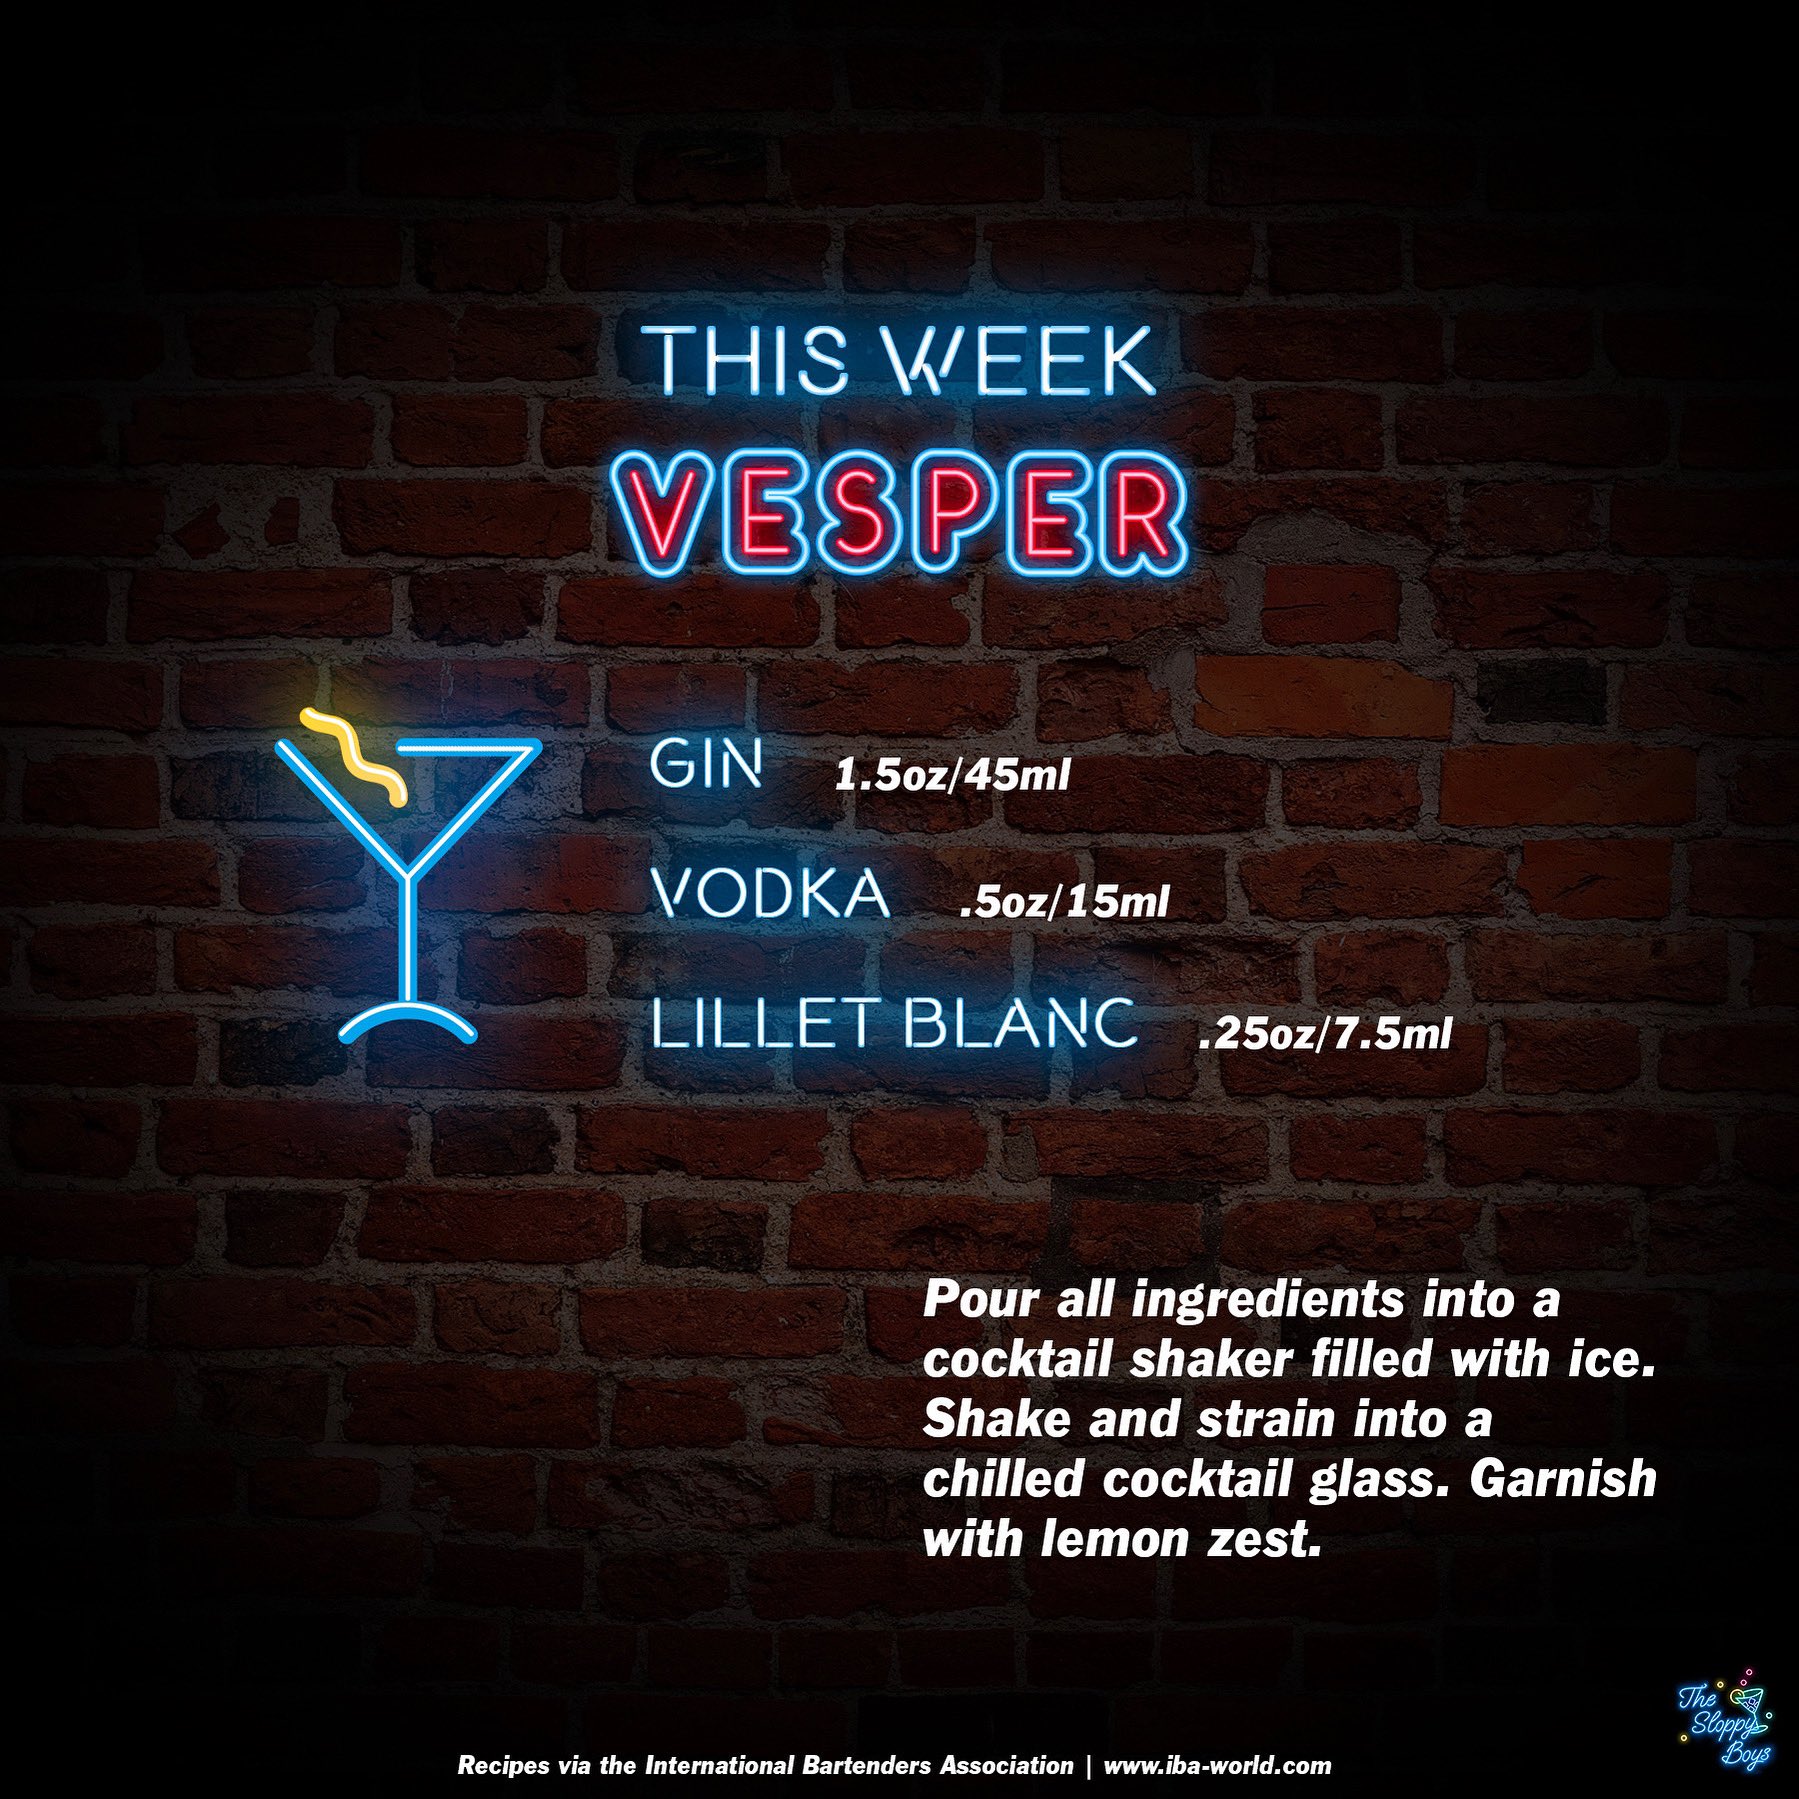 THIS WEEK
VESPER
GIN 1.5oz/45ml
VODKA .5oz/15ml
LILLET BLANC .25oz/7.5ml
Pour all ingredients into a
cocktail shaker filled with ice.
Shake and strain into a
chilled cocktail glass. Garnish
with lemon zest.
The
Sloppy
Boys
Recipes via the International Bartenders Association | www.iba-world.com